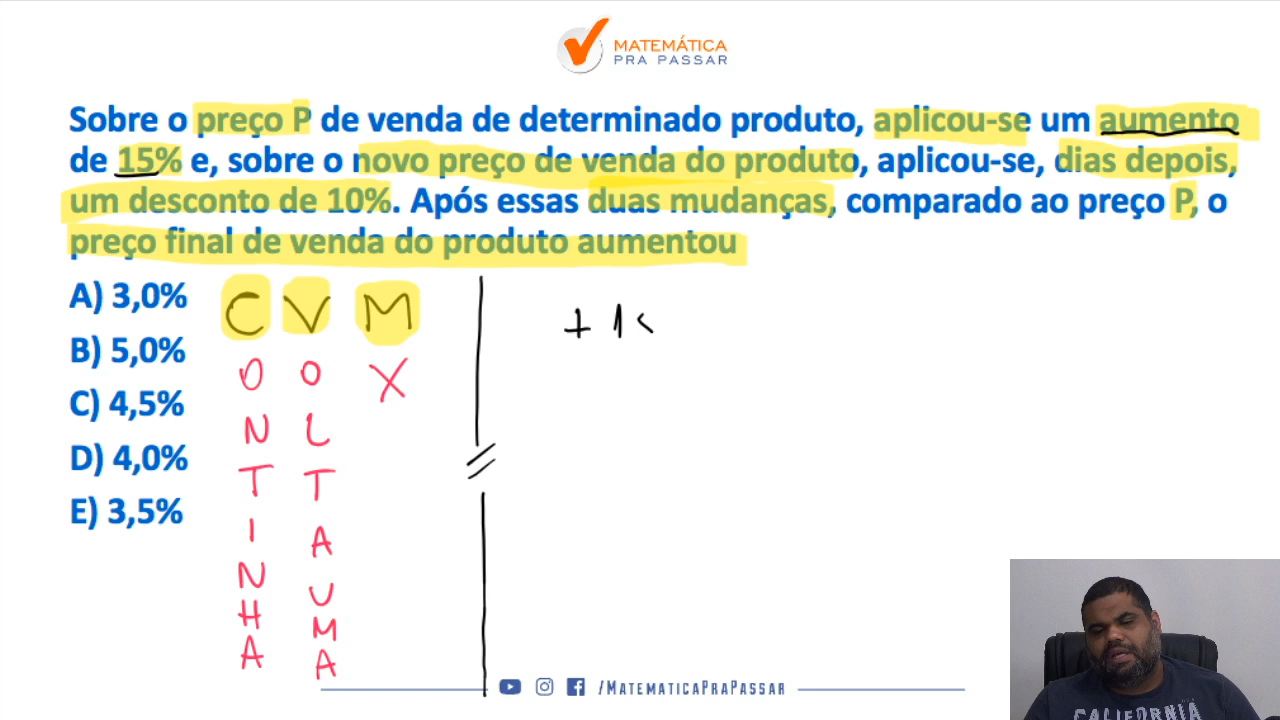 MATEMÁTICA
PRA PASSAR
Sobre o preço P de venda de determinado produto, aplicou-se um aumento
de 15% e, sobre o novo preço de venda do produto, aplicou-se, dias depois,
um desconto de 10%. Após essas duas mudanças, comparado ao preço P, o
preço final de venda do produto aumentou
A) 3,0%
B) 5,0%
C) 4,5%
D) 4,0%
E) 3,5%
C V M
O O X
N L
T T
I A
N U
H M
A A
+ 1
/MATEMATICAPRAPASSAR
CALIFORNIA